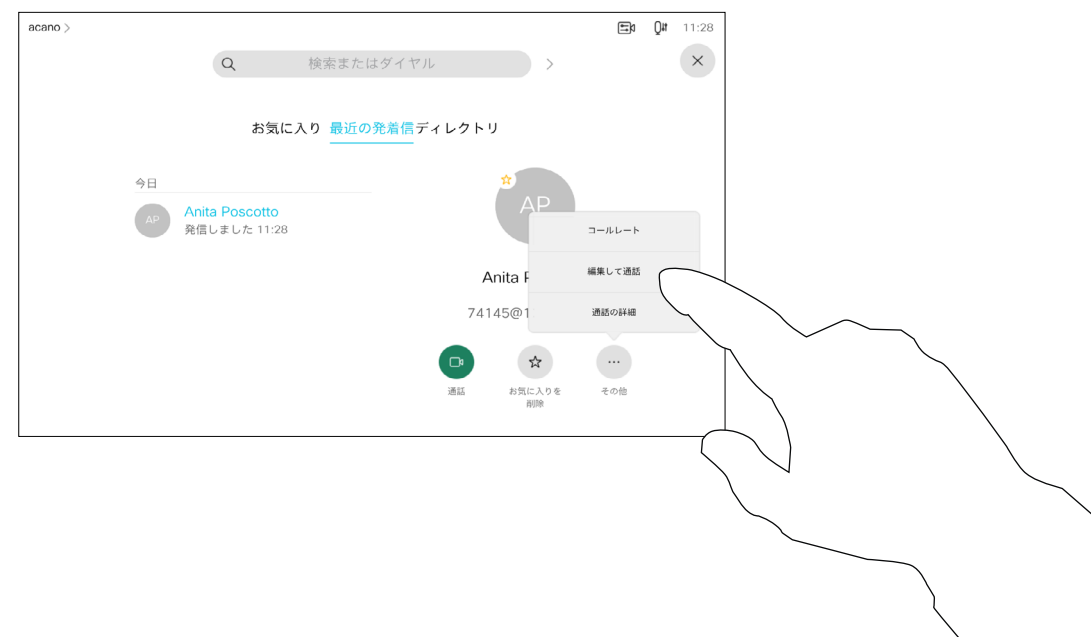 acano >
11:28
検索またはダイヤル
お気に入り 最近の発着信 ディレクトリ
今日
AP
Anita Poscotto
発信しました 11:28
AP
Anita P
74145@1
コールレート
編集して通話
通話の詳細
通話
お気に入りを
削除
その他